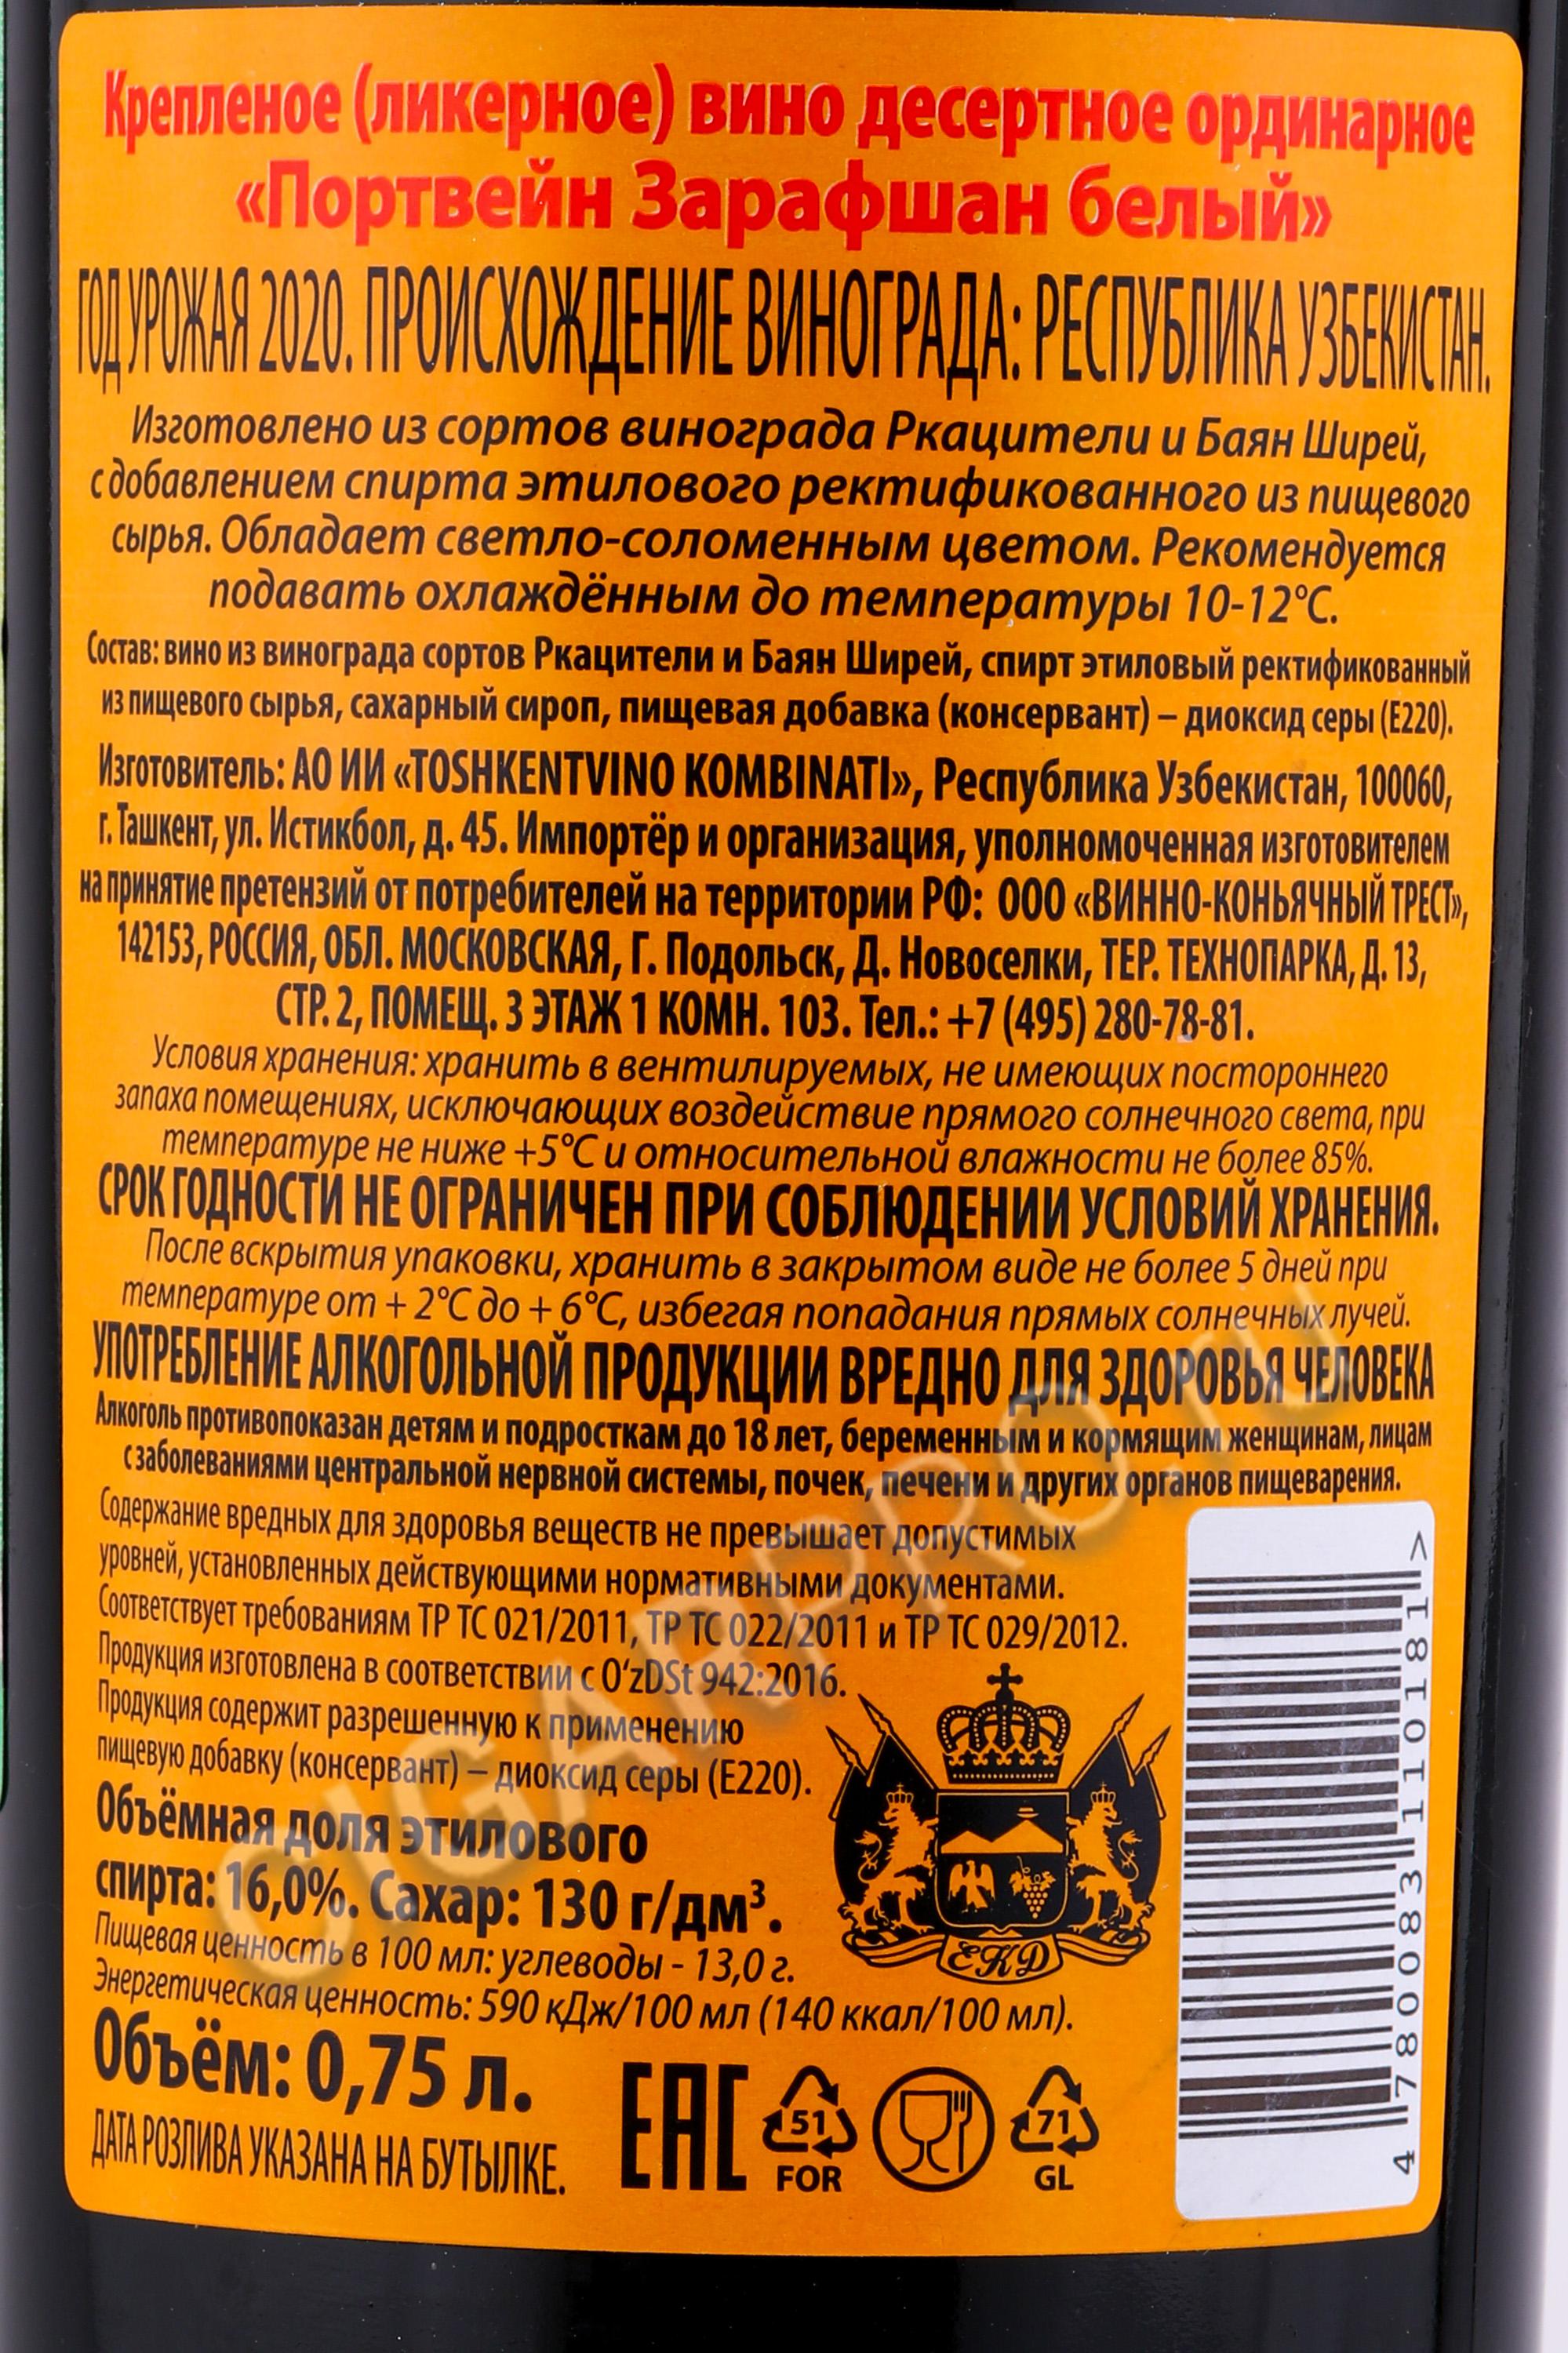 Крепленое (ликерное) вино десертное ординарное
«Портвейн Зарафшан белый»
ГОД УРОЖАЯ 2020. ПРОИСХОЖДЕНИЕ ВИНОГРАДА: РЕСПУБЛИКА УЗБЕКИСТАН.
Изготовлено из сортов винограда Ркацители и Баян Ширей,
с добавлением спирта этилового ректификованного из пищевого
сырья. Обладает светло-соломенным цветом. Рекомендуется
подавать охлаждённым до температуры 10-12°С.
Состав: вино из винограда сортов Ркацители и Баян Ширей, спирт этиловый ректификованный
из пищевого сырья, сахарный сироп, пищевая добавка (консервант) – диоксид серы (Е220).
Изготовитель: АО ИИ «TOSHKENTVINO KOMBINATI», Республика Узбекистан, 100060,
г. Ташкент, ул. Истикбол, д. 45. Импортёр и организация, уполномоченная изготовителем
на принятие претензий от потребителей на территории РФ: ООО «ВИННО-КОНЬЯЧНЫЙ ТРЕСТ»,
142153, РОССИЯ, ОБЛ. МОСКОВСКАЯ, Г. Подольск, Д. Новоселки, ТЕР. ТЕХНОПАРКА, Д. 13,
СТР. 2, ПОМЕЩ. 3 ЭТАЖ 1 КОМН. 103. Тел.: +7 (495) 280-78-81.
Условия хранения: хранить в вентилируемых, не имеющих постороннего
запаха помещениях, исключающих воздействие прямого солнечного света, при
температуре не ниже +5°С и относительной влажности не более 85%.
СРОК ГОДНОСТИ НЕ ОГРАНИЧЕН ПРИ СОБЛЮДЕНИИ УСЛОВИЙ ХРАНЕНИЯ.
После вскрытия упаковки, хранить в закрытом виде не более 5 дней при
температуре от + 2°С до + 6°С, избегая попадания прямых солнечных лучей.
УПОТРЕБЛЕНИЕ АЛКОГОЛЬНОЙ ПРОДУКЦИИ ВРЕДНО ДЛЯ ЗДОРОВЬЯ ЧЕЛОВЕКА
Алкоголь противопоказан детям и подросткам до 18 лет, беременным и кормящим женщинам, лицам
с заболеваниями центральной нервной системы, почек, печени и других органов пищеварения.
Содержание вредных для здоровья веществ не превышает допустимых
уровней, установленных действующими нормативными документами.
Соответствует требованиям ТР ТС 021/2011, ТР ТС 022/2011 и ТР ТС 029/2012.
Продукция изготовлена в соответствии с O‘zDSt 942:2016.
Продукция содержит разрешенную к применению
пищевую добавку (консервант) – диоксид серы (Е220).
Объёмная доля этилового
спирта: 16,0%. Сахар: 130 г/дм³.
Пищевая ценность в 100 мл: углеводы - 13,0 г.
Энергетическая ценность: 590 кДж/100 мл (140 ккал/100 мл).
Объём: 0,75 л.
ДАТА РОЗЛИВА УКАЗАНА НА БУТЫЛКЕ.
ЕКД
EAC
51
FOR
71
GL
4 780083 110181 >
CIGARPRO.ru